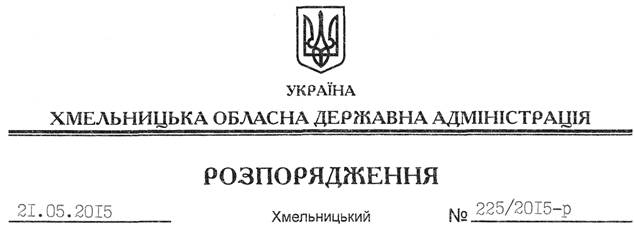 УКРАЇНА
ХМЕЛЬНИЦЬКА ОБЛАСНА ДЕРЖАВНА АДМІНІСТРАЦІЯ
РОЗПОРЯДЖЕННЯ
21.05.2015 Хмельницький № 225/2015-р